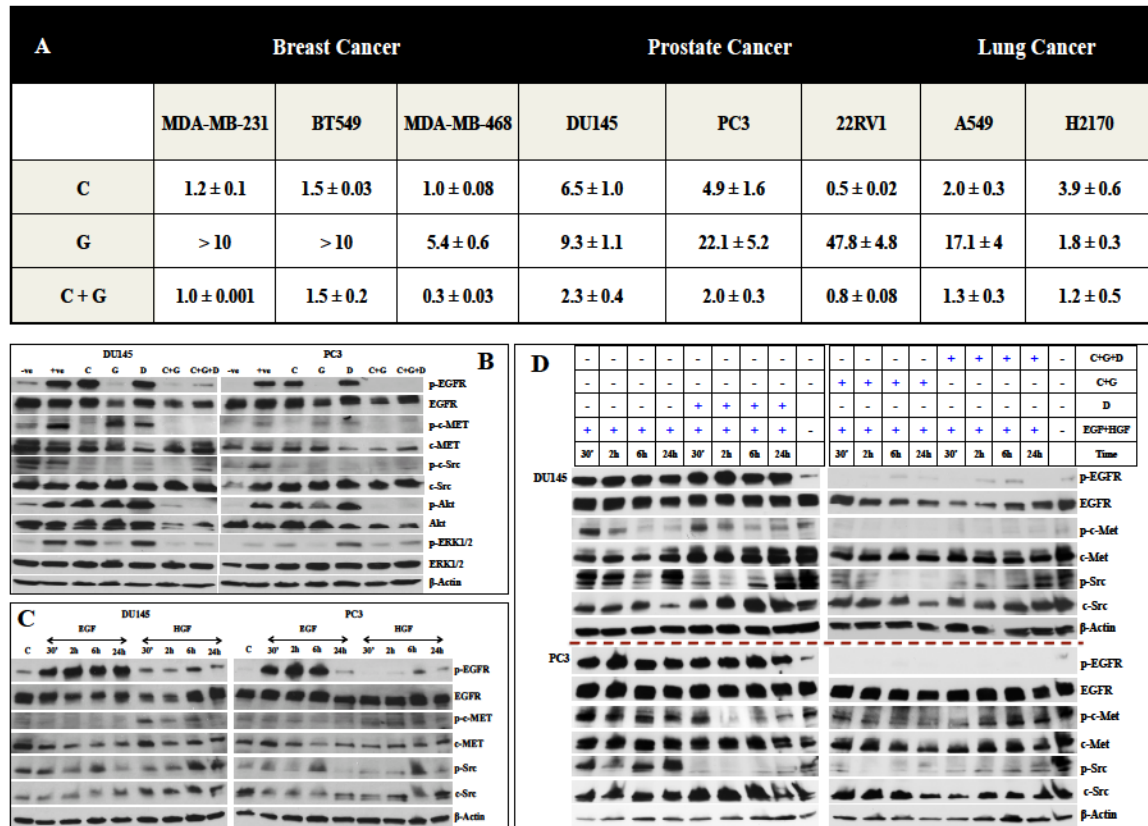 A Breast Cancer Prostate Cancer Lung Cancer
MDA-MB-231 BT549 MDA-MB-468 DU145 PC3 22RV1 A549 H2170
C 1.2 ± 0.1 1.5 ± 0.03 1.0 ± 0.08 6.5 ± 1.0 4.9 ± 1.6 0.5 ± 0.02 2.0 ± 0.3 3.9 ± 0.6
G > 10 > 10 5.4 ± 0.6 9.3 ± 1.1 22.1 ± 5.2 47.8 ± 4.8 17.1 ± 4 1.8 ± 0.3
C + G 1.0 ± 0.001 1.5 ± 0.2 0.3 ± 0.03 2.3 ± 0.4 2.0 ± 0.3 0.8 ± 0.08 1.3 ± 0.3 1.2 ± 0.5
B
DU145 PC3
-ve +ve C G D C+G C+G+D -ve +ve C G D C+G C+G+D
p-EGFR
EGFR
p-c-MET
c-MET
p-c-Src
c-Src
p-Akt
Akt
p-ERK1/2
ERK1/2
β-Actin
C
DU145 PC3
EGF HGF EGF HGF
C 30' 2h 6h 24h 30' 2h 6h 24h C 30' 2h 6h 24h 30' 2h 6h 24h
p-EGFR
EGFR
p-c-MET
c-MET
p-Src
c-Src
β-Actin
D
- - - - - - - - - - - - - + + + + - C+G+D
- - - - - - - - - + + + + - - - - - C+G
- - - - + + + + - - - - - - - - - - D
+ + + + + + + + - + + + + + + + + - EGF+HGF
30' 2h 6h 24h 30' 2h 6h 24h 30' 2h 6h 24h 30' 2h 6h 24h Time
DU145 p-EGFR
EGFR
p-c-Met
c-Met
p-Src
c-Src
β-Actin
PC3 p-EGFR
EGFR
p-c-Met
c-Met
p-Src
c-Src
β-Actin